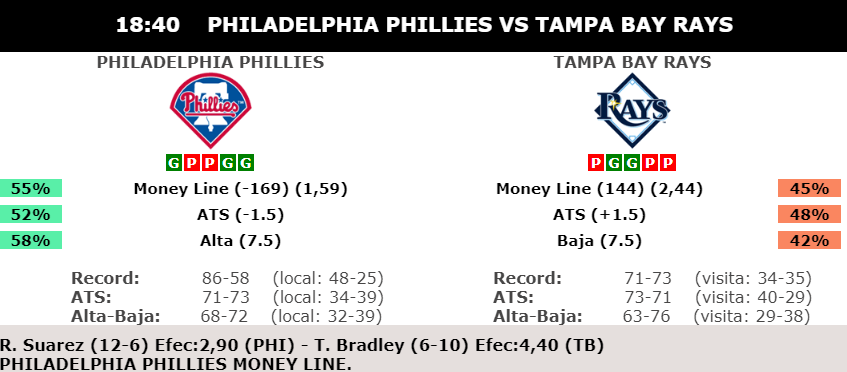 18:40 PHILADELPHIA PHILLIES VS TAMPA BAY RAYS
PHILADELPHIA PHILLIES TAMPA BAY RAYS
Phillies RAYS
G P P G G P G G P P
55% Money Line (-169) (1,59) Money Line (144) (2,44) 45%
52% ATS (-1.5) ATS (+1.5) 48%
58% Alta (7.5) Baja (7.5) 42%
Record: 86-58 (local: 48-25) Record: 71-73 (visita: 34-35)
ATS: 71-73 (local: 34-39) ATS: 73-71 (visita: 40-29)
Alta-Baja: 68-72 (local: 32-39) Alta-Baja: 63-76 (visita: 29-38)
R. Suarez (12-6) Efec:2,90 (PHI) - T. Bradley (6-10) Efec:4,40 (TB)
PHILADELPHIA PHILLIES MONEY LINE.